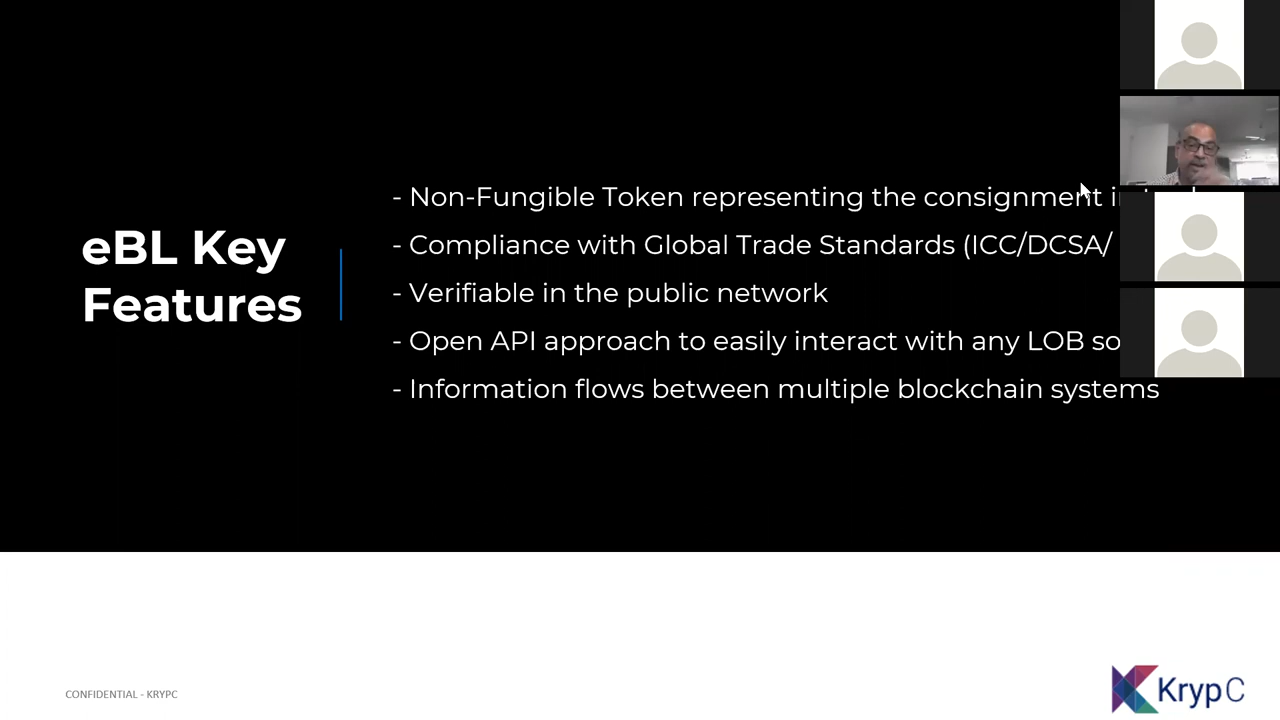 eBL Key
Features
- Non-Fungible Token representing the consignment
- Compliance with Global Trade Standards (ICC/DCSA/
- Verifiable in the public network
- Open API approach to easily interact with any LOB
- Information flows between multiple blockchain systems
CONFIDENTIAL - KRYPC
KrypC